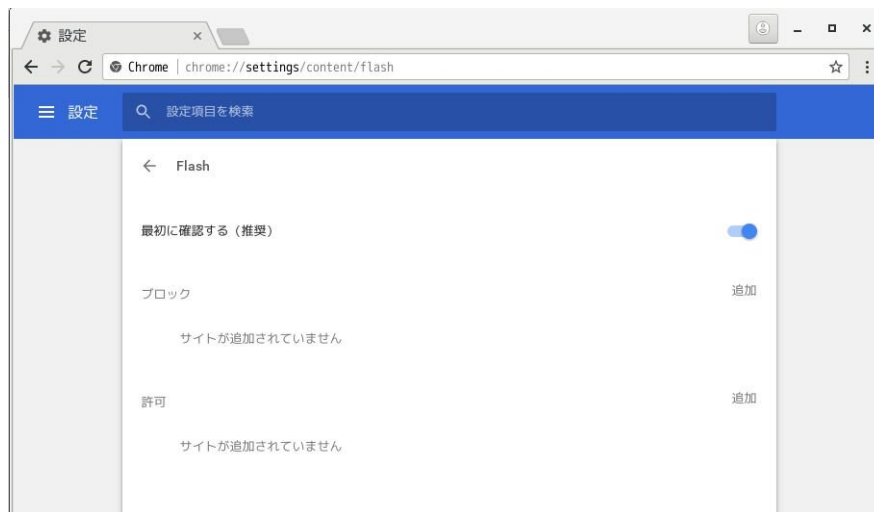 設定
Chrome | chrome://settings/content/flash
設定 設定項目を検索
Flash
最初に確認する（推奨）
ブロック 追加
サイトが追加されていません
許可 追加
サイトが追加されていません